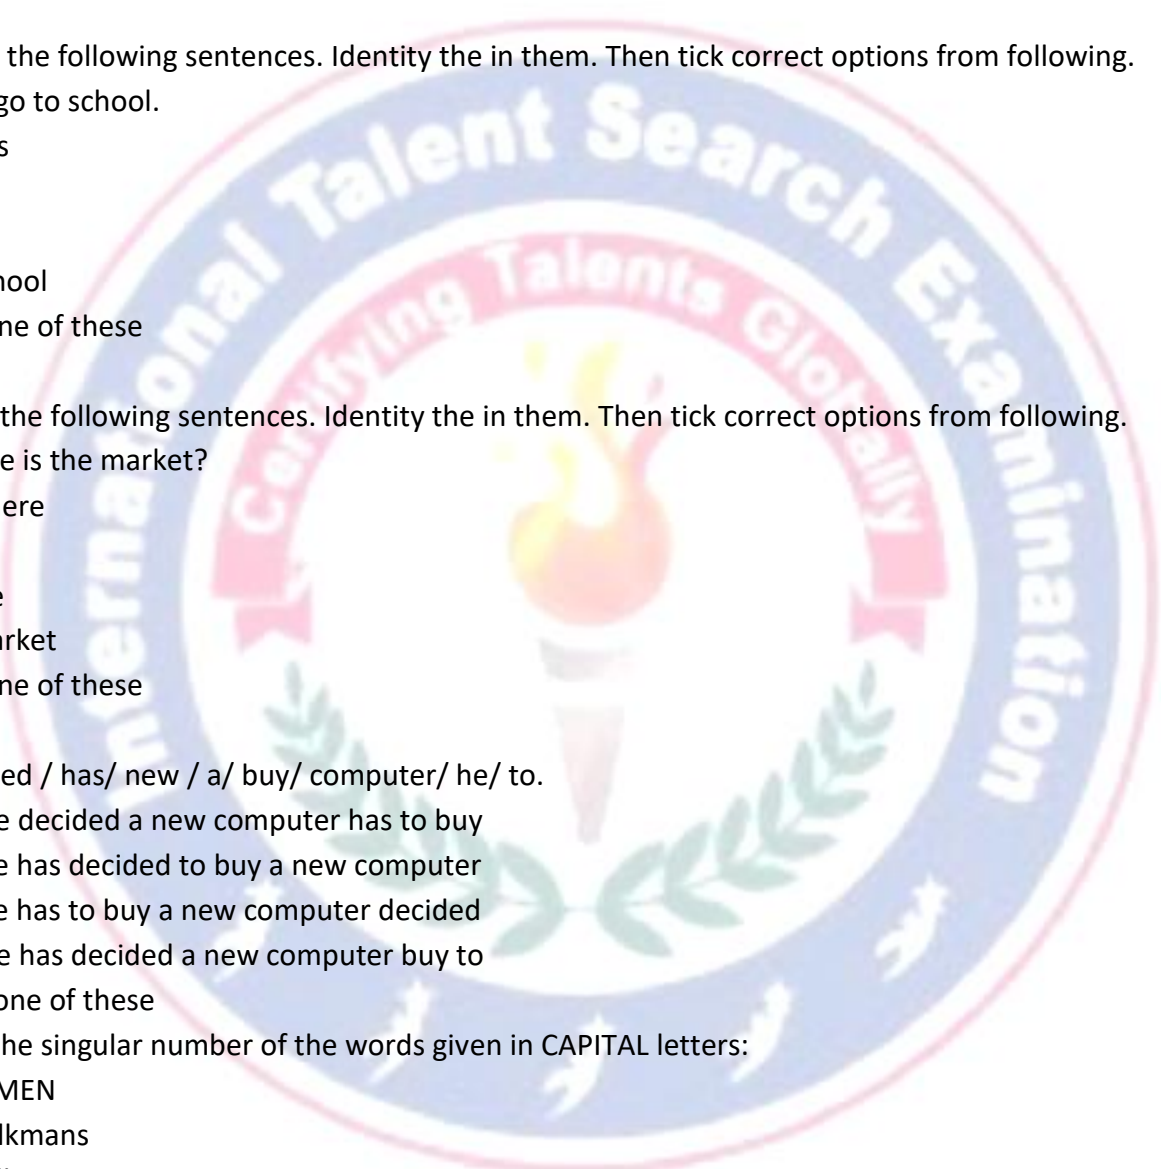 the following sentences. Identity the in them. Then tick correct options from following.
go to school.
s
hool
ne of these
the following sentences. Identity the in them. Then tick correct options from following.
e is the market?
ere
e
rket
ne of these
ed / has/ new / a/ buy/ computer/ he/ to.
e decided a new computer has to buy
e has decided to buy a new computer
e has to buy a new computer decided
e has decided a new computer buy to
one of these
he singular number of the words given in CAPITAL letters:
MEN
lkmans
International Talent Search Examination
Certifying Talents Globally